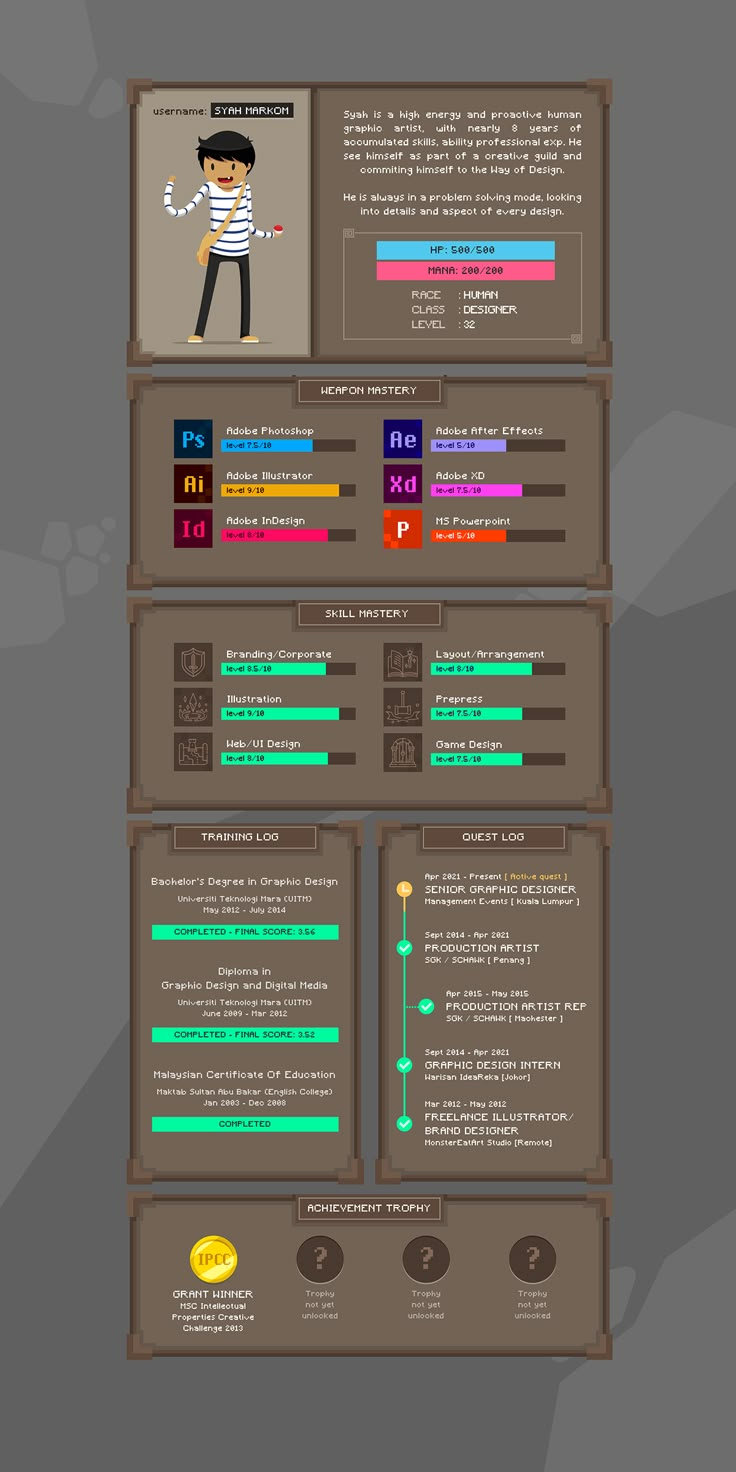 username: SYAH MARKOM
Syah is a high energy and proactive human
graphic artist, with nearly 8 years of
accumulated skills, ability professional exp. He
see himself as part of a creative guild and
commiting himself to the Way of Design.
He is always in a problem solving mode, looking
into details and aspect of every design.
HP: 500/500
MANA: 200/200
RACE : HUMAN
CLASS : DESIGNER
LEVEL : 32
WEAPON MASTERY
Ps
Adobe Photoshop
level 7.5/10
Ae
Adobe After Effects
level 5/10
Ai
Adobe Illustrator
level 9/10
Xd
Adobe XD
level 7.5/10
Id
Adobe InDesign
level 8/10
P
MS Powerpoint
level 5/10
SKILL MASTERY
Branding/Corporate
level 8.5/10
Layout/Arrangement
level 8/10
Illustration
level 9/10
Prepress
level 7.5/10
Web/UI Design
level 8/10
Game Design
level 7.5/10
TRAINING LOG
Bachelor's Degree in Graphic Design
Universiti Teknologi Mara (UITM)
May 2012 - July 2014
COMPLETED - FINAL SCORE: 3.56
Diploma in
Graphic Design and Digital Media
Universiti Teknologi Mara (UITM)
June 2009 - Mar 2012
COMPLETED - FINAL SCORE: 3.52
Malaysian Certificate Of Education
Maktab Sultan Abu Bakar (English College)
Jan 2003 - Dec 2008
COMPLETED
QUEST LOG
Apr 2021 - Present [ Active quest ]
SENIOR GRAPHIC DESIGNER
Management Events [ Kuala Lumpur ]
Sept 2014 - Apr 2021
PRODUCTION ARTIST
SGK / SCHAWK [ Penang ]
Apr 2015 - May 2015
PRODUCTION ARTIST REP
SGK / SCHAWK [ Machester ]
Sept 2014 - Apr 2021
GRAPHIC DESIGN INTERN
Warisan IdeaReka [Johor]
Mar 2012 - May 2012
FREELANCE ILLUSTRATOR/
BRAND DESIGNER
MonsterEatArt Studio [Remote]
ACHIEVEMENT TROPHY
IPCC
GRANT WINNER
MSC Intellectual
Properties Creative
Challenge 2013
?
Trophy
not yet
unlocked
?
Trophy
not yet
unlocked
?
Trophy
not yet
unlocked